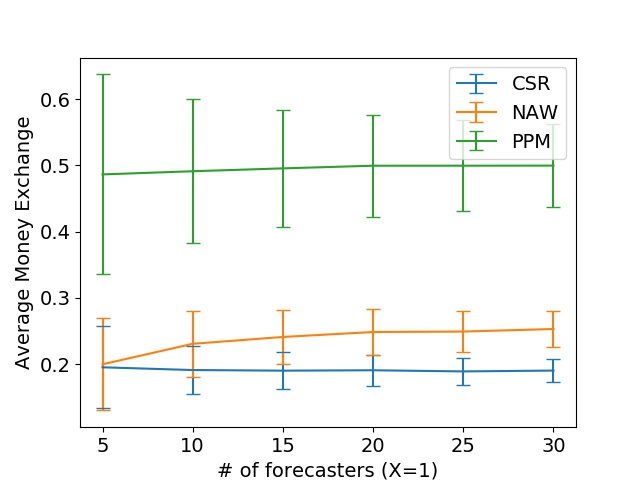 CSR
NAW
PPM
0.6
0.5
0.4
0.3
0.2
Average Money Exchange
5 10 15 20 25 30
# of forecasters (X=1)